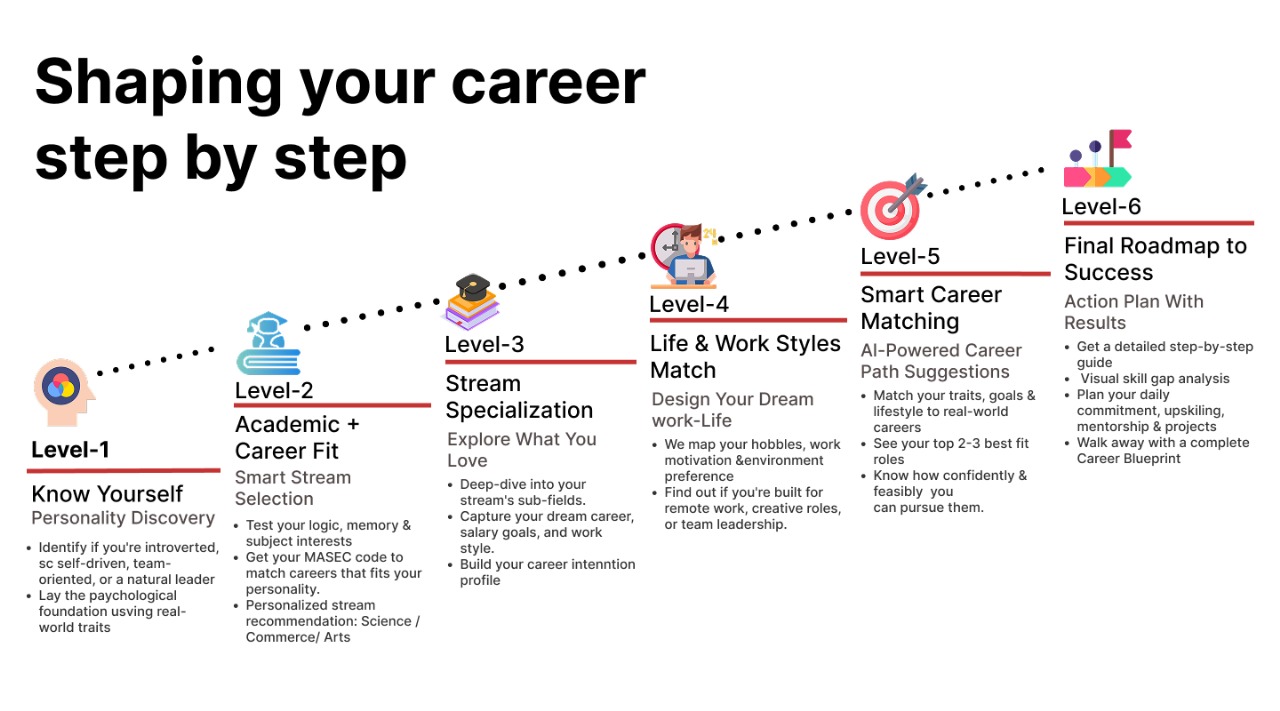 Shaping your career
step by step
Level-1
Know Yourself
Personality Discovery
• Identify if you're introverted,
sc self-driven, team-
oriented, or a natural leader
• Lay the paychological
foundation usving real-
world traits
Level-2
Academic +
Career Fit
Smart Stream
Selection
• Test your logic, memory &
subject interests
• Get your MASEC code to
match careers that fits your
personality.
• Personalized stream
recommendation: Science /
Commerce/ Arts
Level-3
Stream
Specialization
Explore What You
Love
• Deep-dive into your
stream's sub-fields.
• Capture your dream career,
salary goals, and work
style.
• Build your career intenntion
profile
24
Level-4
Life & Work Styles
Match
Design Your Dream
work-Life
• We map your hobbles, work
motivation &environment
preference
• Find out if you're built for
remote work, creative roles,
or team leadership.
Level-5
Smart Career
Matching
AI-Powered Career
Path Suggestions
• Match your traits, goals &
lifestyle to real-world
careers
• See your top 2-3 best fit
roles
• Know how confidently &
feasibly you
can pursue them.
Level-6
Final Roadmap to
Success
Action Plan With
Results
• Get a detailed step-by-step
guide
• Visual skill gap analysis
• Plan your daily
commitment, upskiling,
mentorship & projects
• Walk away with a complete
Career Blueprint